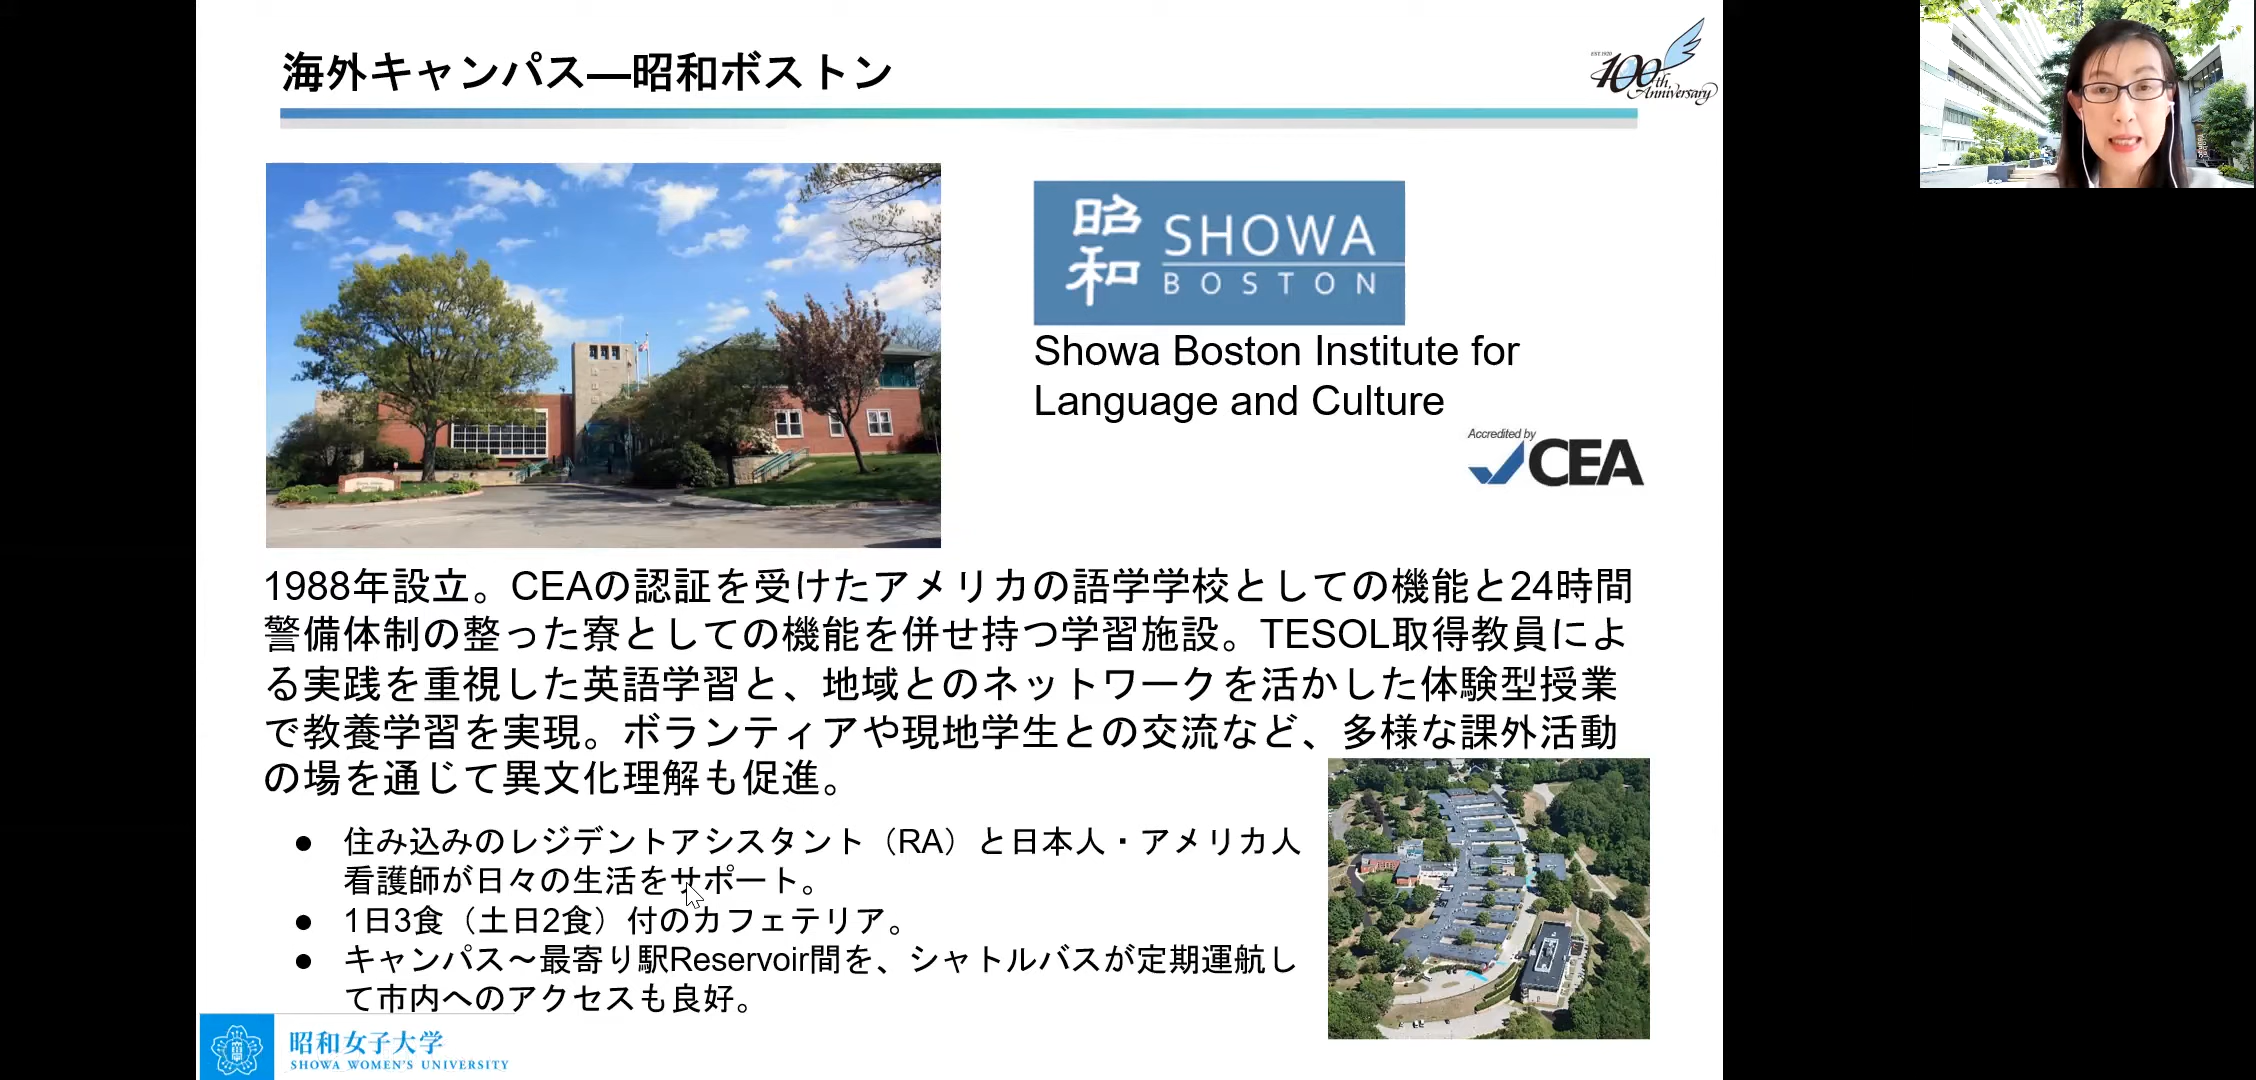 海外キャンパス―昭和ボストン
EST.1920
100th
Anniversary
昭和
SHOWA
BOSTON
Showa Boston Institute for
Language and Culture
Accredited by
CEA
1988年設立。CEAの認証を受けたアメリカの語学学校としての機能と24時間
警備体制の整った寮としての機能を併せ持つ学習施設。TESOL取得教員によ
る実践を重視した英語学習と、地域とのネットワークを活かした体験型授業
で教養学習を実現。ボランティアや現地学生との交流など、多様な課外活動
の場を通じて異文化理解も促進。
● 住み込みのレジデントアシスタント（RA）と日本人・アメリカ人
看護師が日々の生活をサポート。
● 1日3食（土日2食）付のカフェテリア。
● キャンパス～最寄り駅Reservoir間を、シャトルバスが定期運航し
て市内へのアクセスも良好。
昭和女子大学
SHOWA WOMEN'S UNIVERSITY